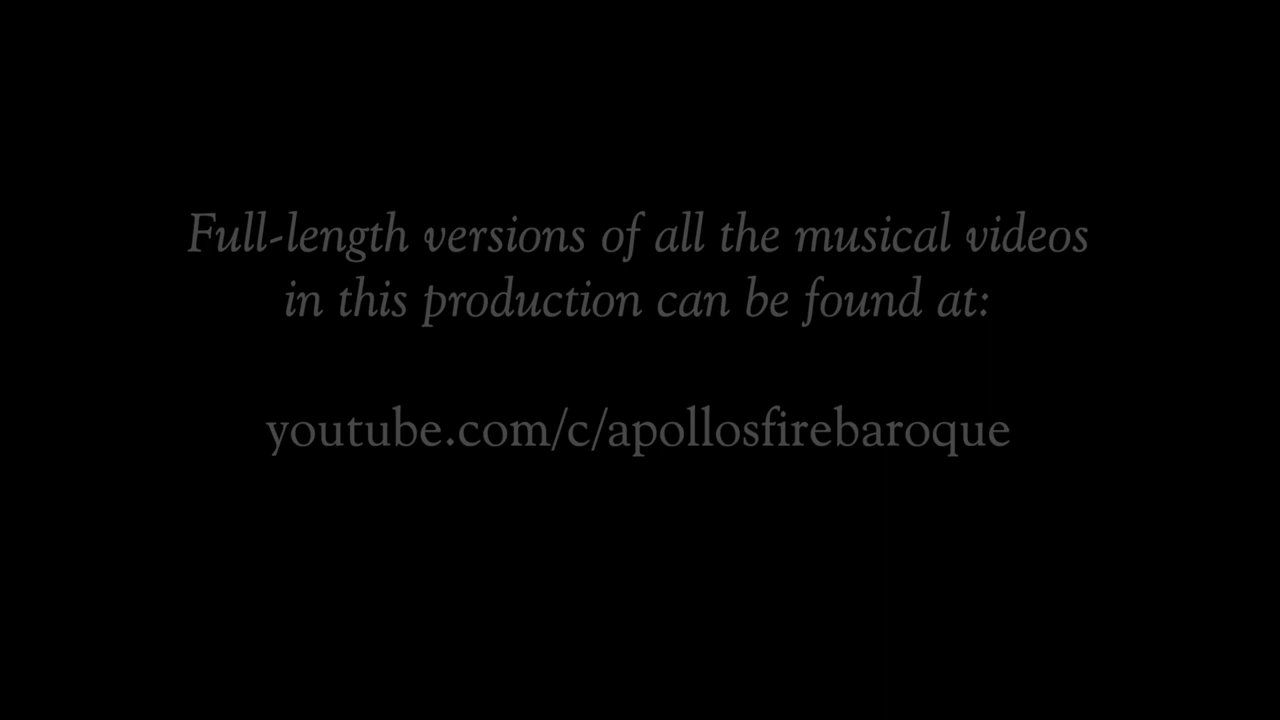 Full-length versions of all the musical videos
in this production can be found at:
youtube.com/c/apollosfirebaroque